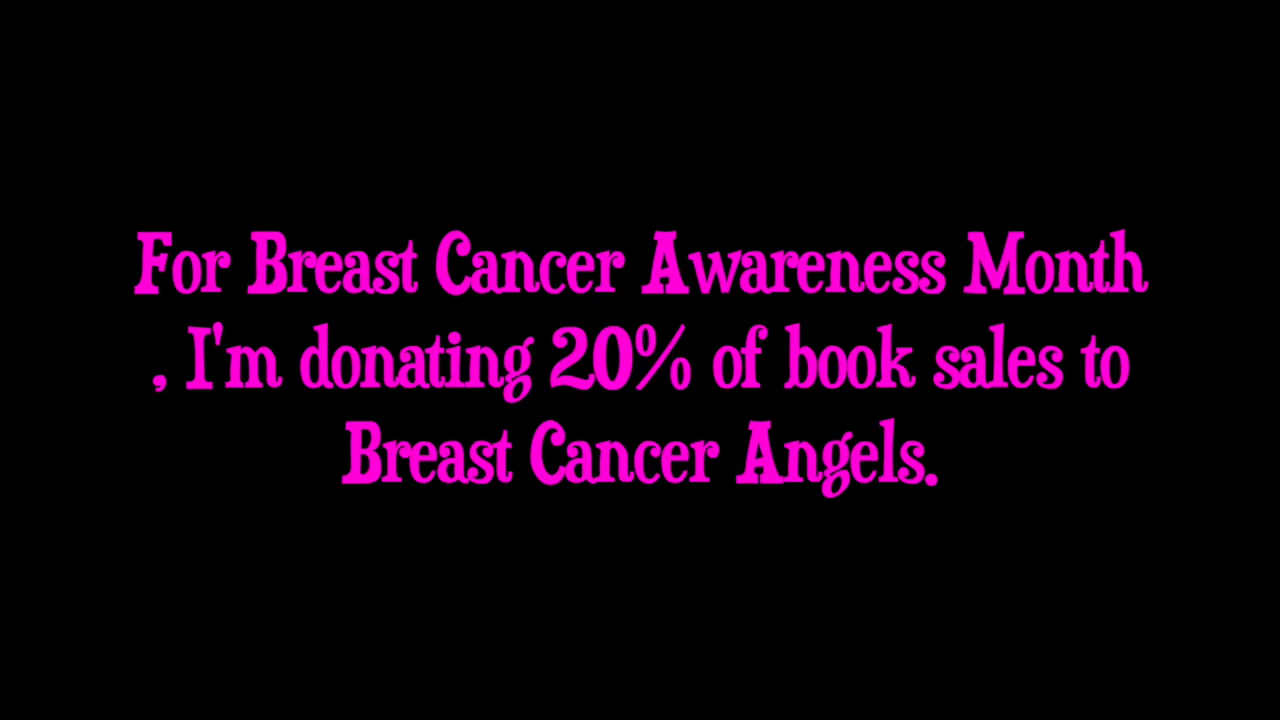 For Breast Cancer Awareness Month
, I'm donating 20% of book sales to
Breast Cancer Angels.